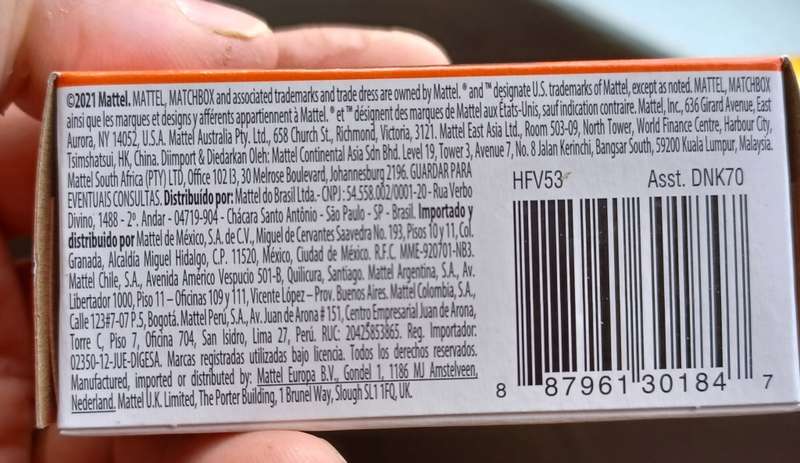 ©2021 Mattel. MATTEL, MATCHBOX and associated trademarks and trade dress are owned by Mattel. ® and ™ designate U.S. trademarks of Mattel, except as noted. MATTEL, MATCHBOX
ainsi que les marques et designs y afférents appartiennent à Mattel. ® et ™ désignent des marques de Mattel aux États-Unis, sauf indication contraire. Mattel, Inc., 636 Girard Avenue, East
Aurora, NY 14052, U.S.A. Mattel Australia Pty. Ltd., 658 Church St., Richmond, Victoria, 3121. Mattel East Asia Ltd., Room 503-09, North Tower, World Finance Centre, Harbour City,
Tsimshatsui, HK, China. Diimport & Diedarkan Oleh: Mattel Continental Asia Sdn Bhd. Level 19, Tower 3, Avenue 7, No. 8 Jalan Kerinchi, Bangsar South, 59200 Kuala Lumpur, Malaysia.
Mattel South Africa (PTY) LTD, Office 102 I3, 30 Melrose Boulevard, Johannesburg 2196. GUARDAR PARA
EVENTUAIS CONSULTAS. Distribuído por: Mattel do Brasil Ltda.- CNPJ : 54.558.002/0001-20 - Rua Verbo
Divino, 1488 - 2º. Andar - 04719-904 - Chácara Santo Antônio - São Paulo - SP - Brasil. Importado y
distribuido por Mattel de México, S.A. de C.V., Miguel de Cervantes Saavedra No. 193, Pisos 10 y 11, Col.
Granada, Alcaldía Miguel Hidalgo, C.P. 11520, México, Ciudad de México. R.F.C. MME-920701-NB3.
Mattel Chile, S.A., Avenida Américo Vespucio 501-B, Quilicura, Santiago. Mattel Argentina, S.A., Av.
Libertador 1000, Piso 11 – Oficinas 109 y 111, Vicente López – Prov. Buenos Aires. Mattel Colombia, S.A.,
Calle 123#7-07 P.5, Bogotá. Mattel Perú, S.A., Av. Juan de Arona # 151, Centro Empresarial Juan de Arona,
Torre C, Piso 7, Oficina 704, San Isidro, Lima 27, Perú. RUC: 20425853865. Reg. Importador:
02350-12-JUE-DIGESA. Marcas registradas utilizadas bajo licencia. Todos los derechos reservados.
Manufactured, imported or distributed by: Mattel Europa B.V., Gondel 1, 1186 MJ Amstelveen,
Nederland. Mattel U.K. Limited, The Porter Building, 1 Brunel Way, Slough SL1 1FQ, UK.
HFV53 Asst. DNK70
8 87961 30184 7